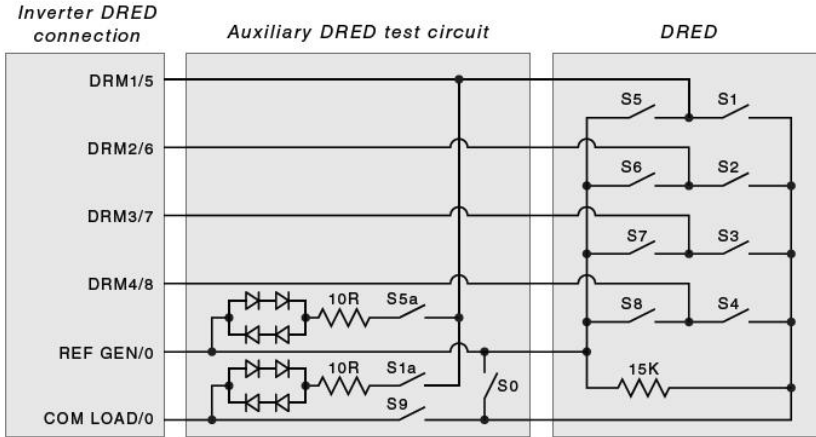 Inverter DRED
connection
Auxiliary DRED test circuit
DRED
DRM1/5
S5
S1
DRM2/6
S6
S2
DRM3/7
S7
S3
DRM4/8
10R
S5a
S8
S4
REF GEN/0
10R
S1a
S0
15K
S9
COM LOAD/0